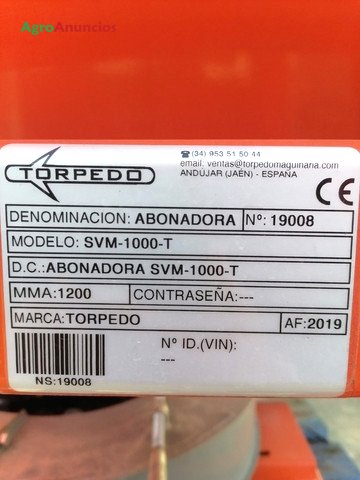 AgroAnuncios
TORPEDO
☎(34) 953 51 50 44
email: ventas@torpedomaquinaria.com
ANDÚJAR (JAÉN) - ESPAÑA
CE
DENOMINACION: ABONADORA Nº: 19008
MODELO: SVM-1000-T
D.C.:ABONADORA SVM-1000-T
MMA:1200 CONTRASEÑA:---
MARCA:TORPEDO AF:2019
Nº ID.(VIN):
---
NS:19008